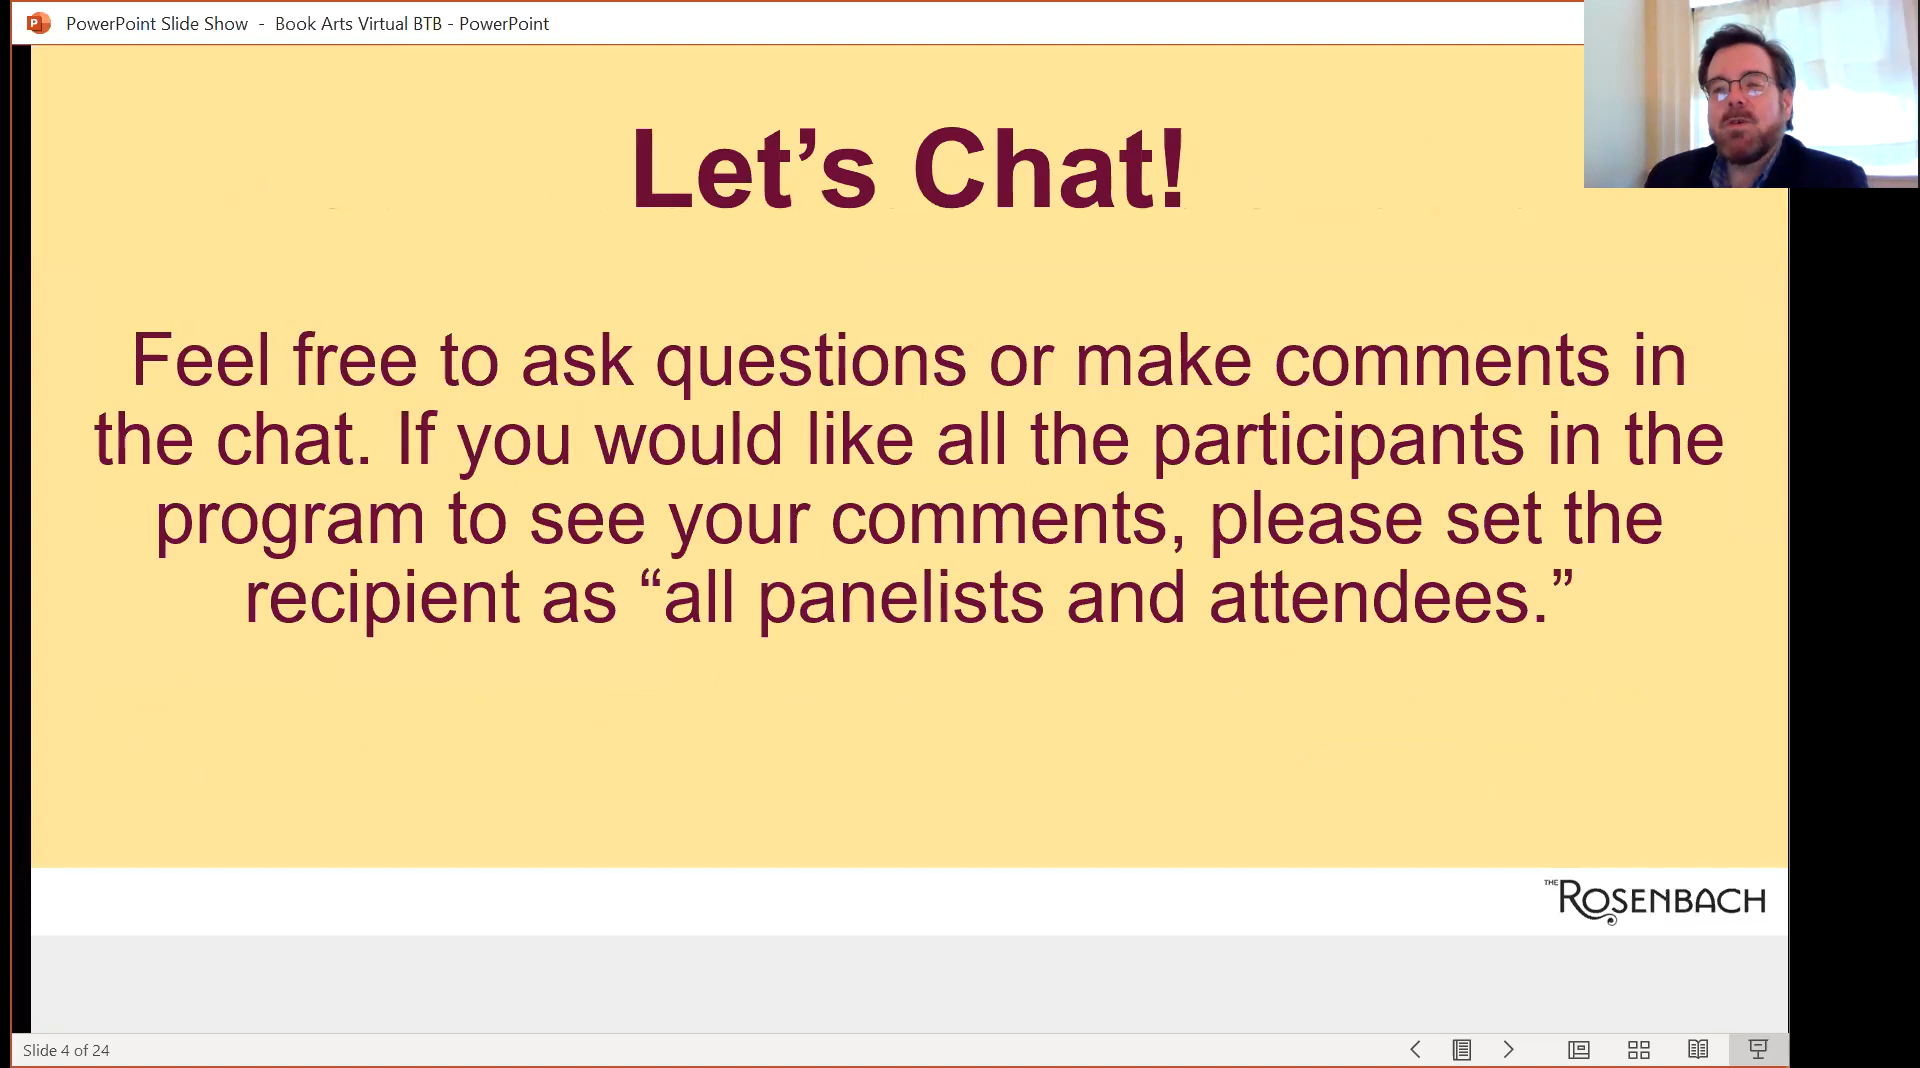 PowerPoint Slide Show - Book Arts Virtual BTB - PowerPoint
Let’s Chat!
Feel free to ask questions or make comments in
the chat. If you would like all the participants in the
program to see your comments, please set the
recipient as “all panelists and attendees.”
THE ROSENBACH
Slide 4 of 24